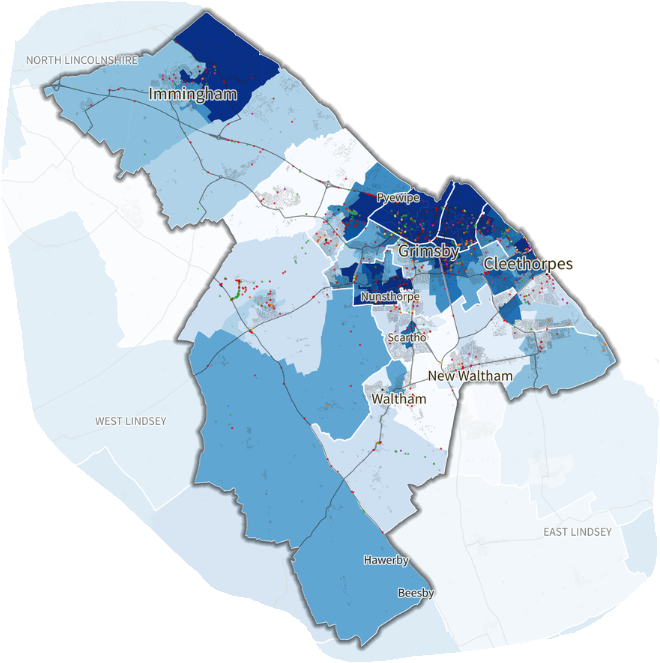 NORTH LINCOLNSHIRE
Immingham
Pyewipe
Grimsby
Cleethorpes
Nunsthorpe
Scartho
New Waltham
Waltham
WEST LINDSEY
EAST LINDSEY
Hawerby
Beesby